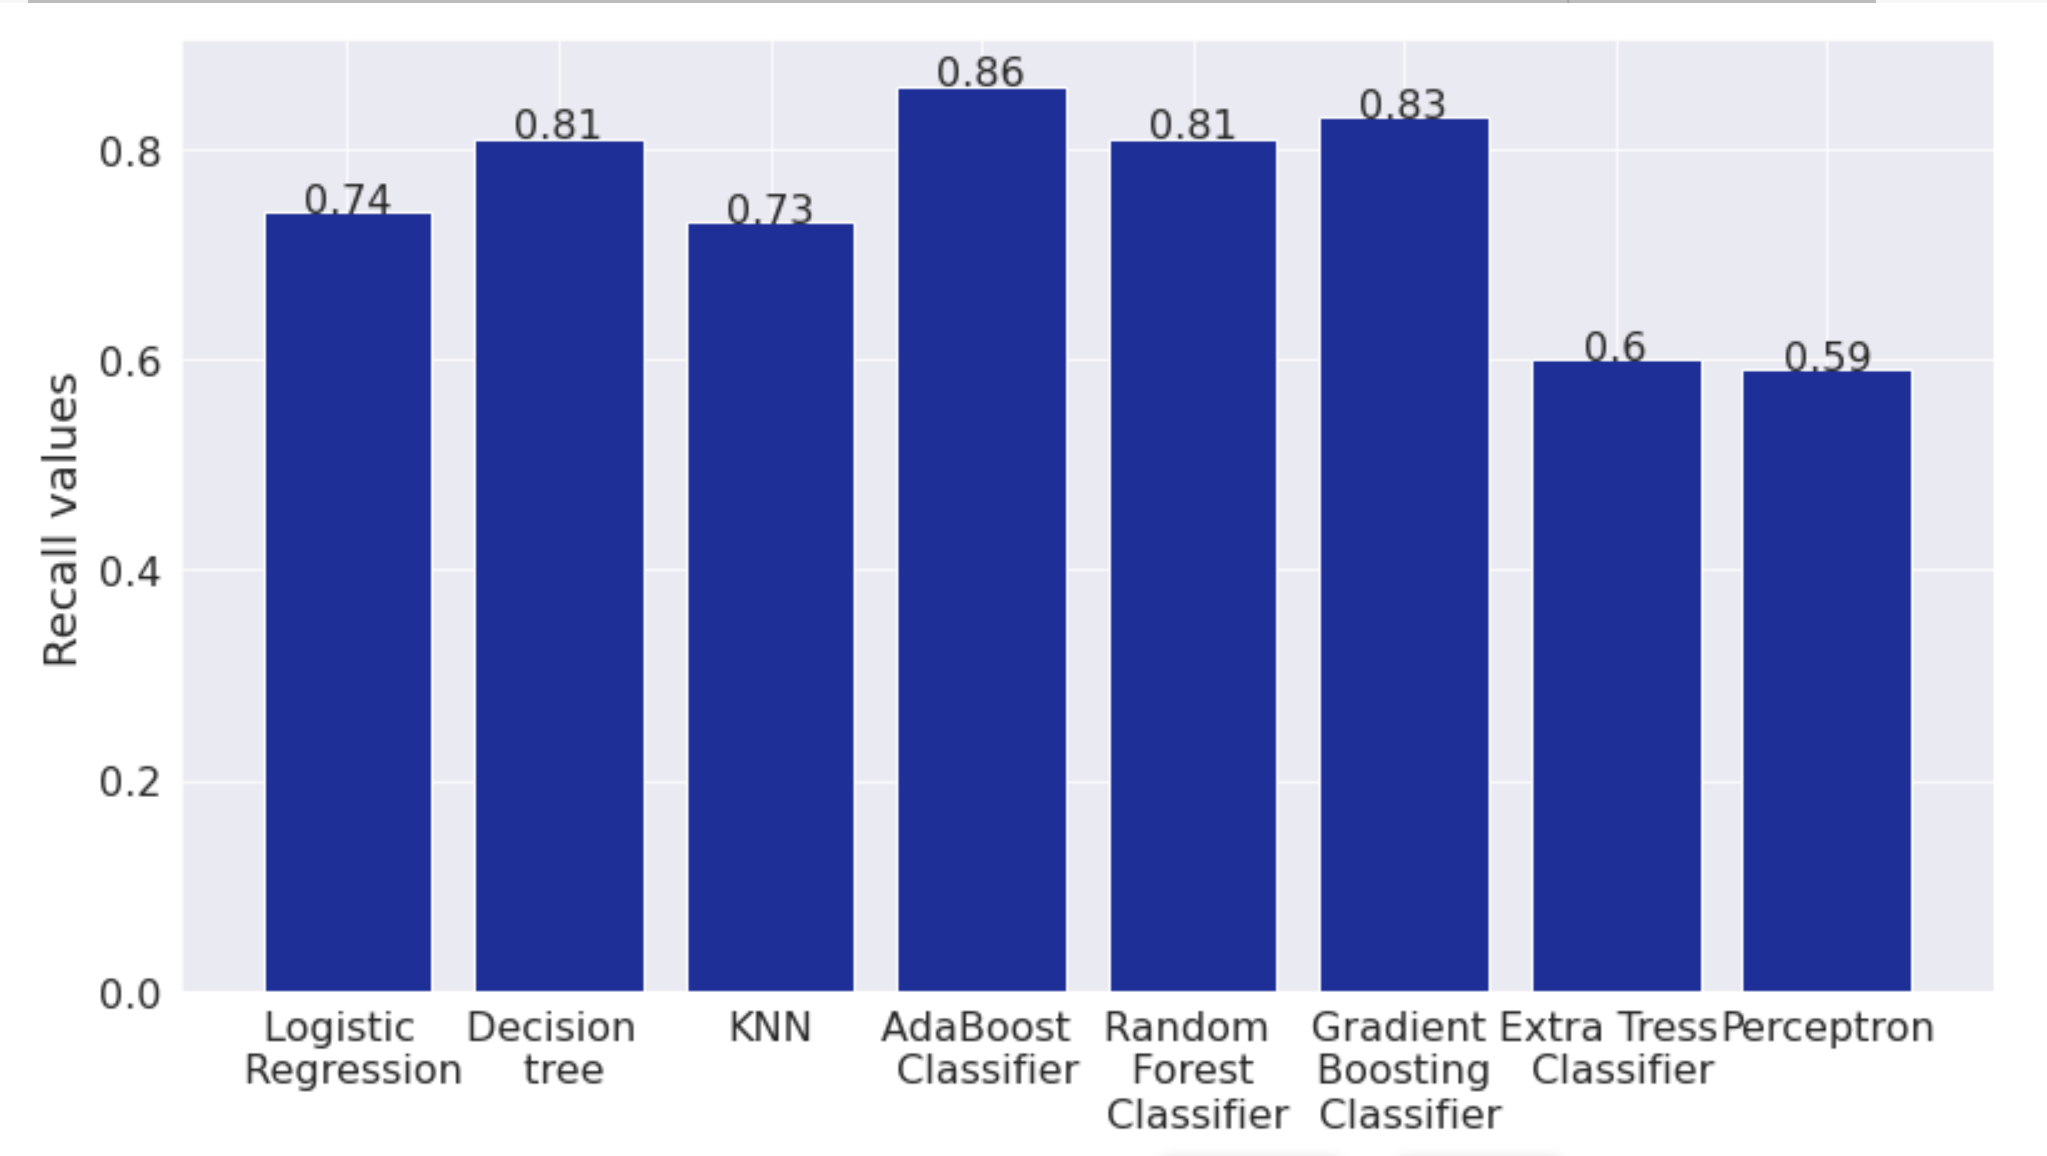 0.86
0.83
0.81
0.81
0.8
0.74
0.73
0.6
0.6
0.59
Recall values
0.4
0.2
0.0
Logistic
Regression
Decision
tree
KNN
AdaBoost
Classifier
Random
Forest
Classifier
Gradient
Boosting
Classifier
Extra Tress
Classifier
Perceptron